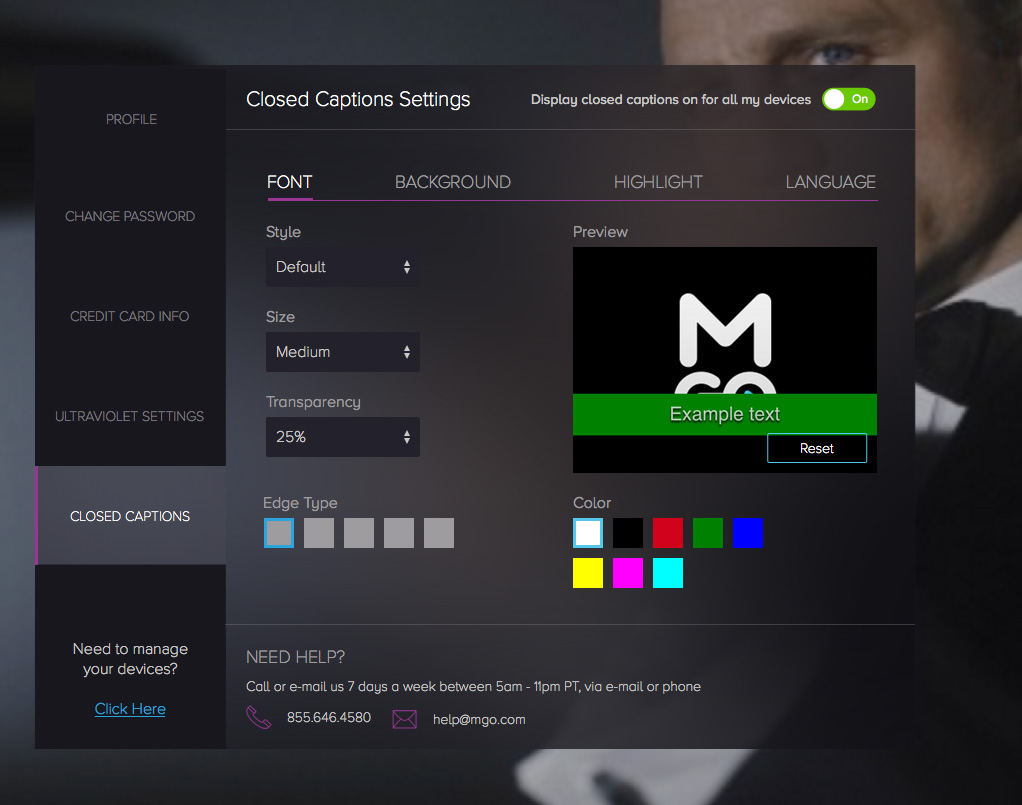 Closed Captions Settings
Display closed captions on for all my devices
On
PROFILE
CHANGE PASSWORD
CREDIT CARD INFO
ULTRAVIOLET SETTINGS
CLOSED CAPTIONS
Need to manage
your devices?
Click Here
FONT BACKGROUND HIGHLIGHT LANGUAGE
Style
Default
Size
Medium
Transparency
25%
Edge Type
Preview
M
GO
Example text
Reset
Color
NEED HELP?
Call or e-mail us 7 days a week between 5am - 11pm PT, via e-mail or phone
855.646.4580 help@mgo.com